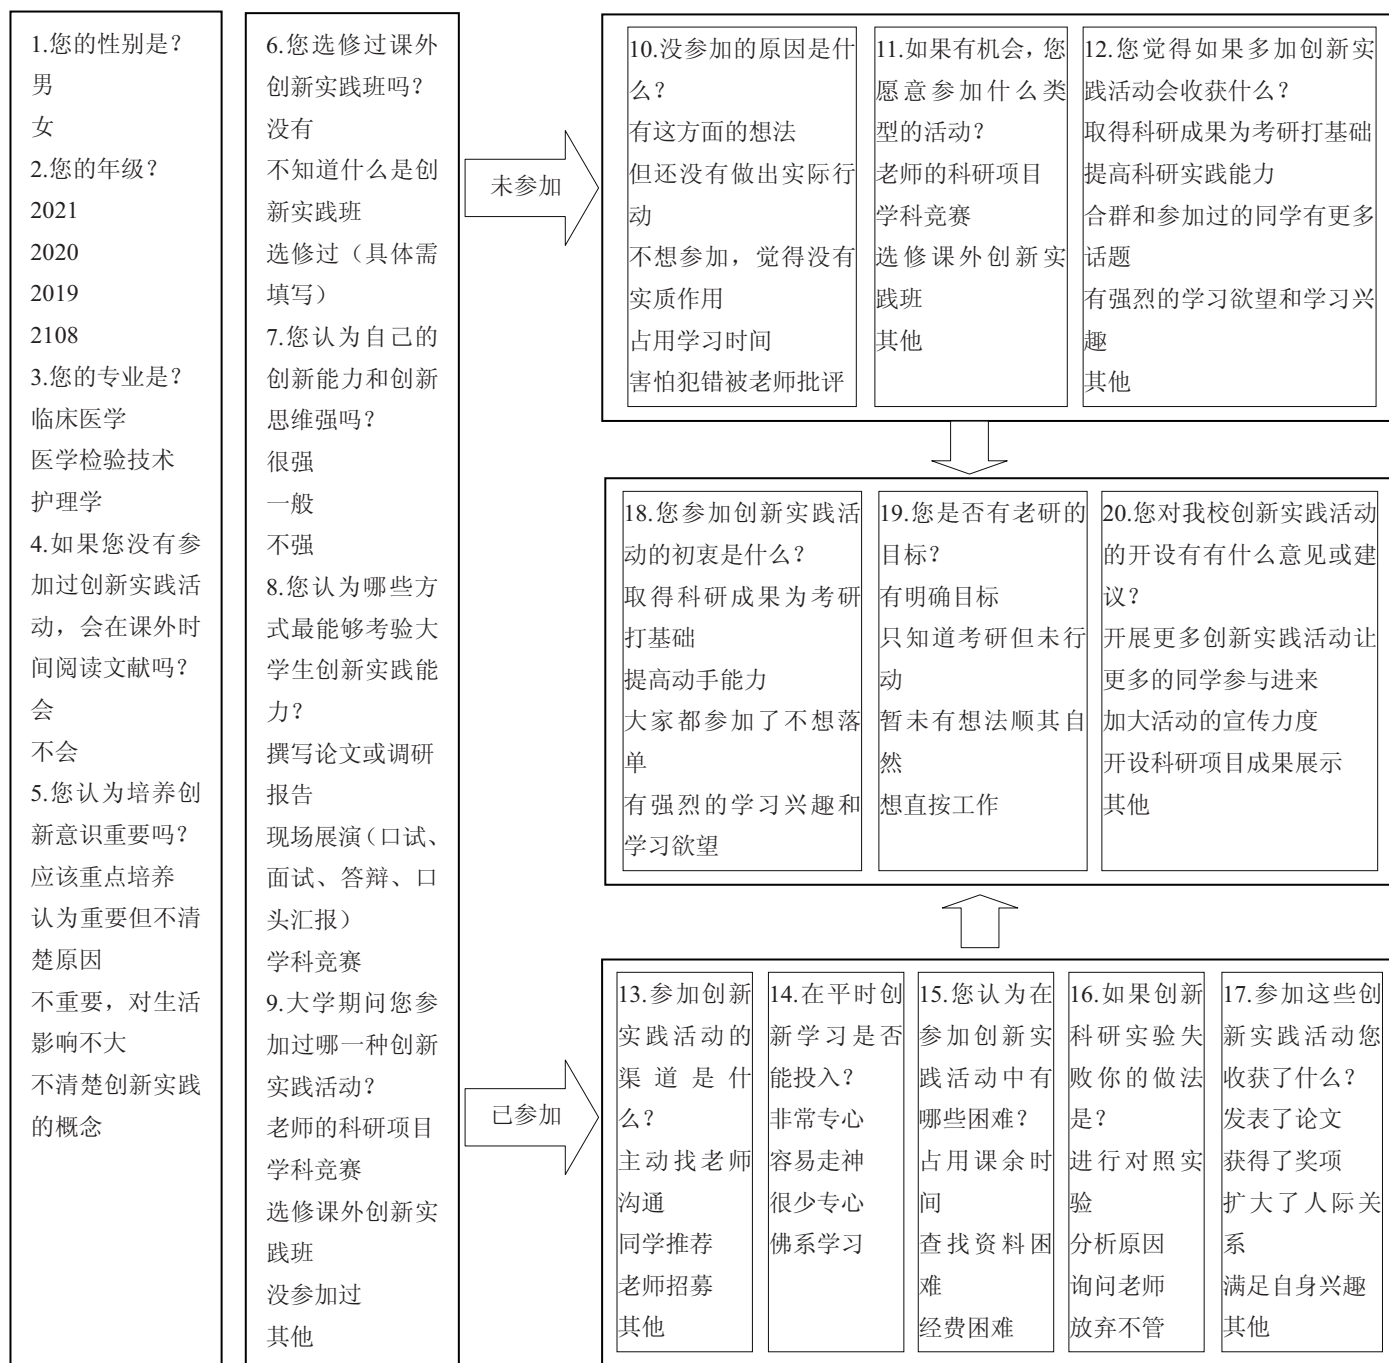 1.您的性别是？
男
女
2.您的年级？
2021
2020
2019
2108
3.您的专业是？
临床医学
医学检验技术
护理学
4.如果您没有参
加过创新实践活
动，会在课外时
间阅读文献吗？
会
不会
5.您认为培养创
新意识重要吗？
应该重点培养
认为重要但不清
楚原因
不重要，对生活
影响不大
不清楚创新实践
的概念
6.您选修过课外
创新实践班吗？
没有
不知道什么是创
新实践班
选修过（具体需
填写）
7.您认为自己的
创新能力和创新
思维强吗？
很强
一般
不强
8.您认为哪些方
式最能够考验大
学生创新实践能
力？
撰写论文或调研
报告
现场展演（口试、
面试、答辩、口
头汇报）
学科竞赛
9.大学期问您参
加过哪一种创新
实践活动？
老师的科研项目
学科竞赛
选修课外创新实
践班
没参加过
其他
未参加
10.没参加的原因是什
么？
有这方面的想法
但还没有做出实际行
动
不想参加，觉得没有
实质作用
占用学习时间
害怕犯错被老师批评
11.如果有机会，您
愿意参加什么类
型的活动？
老师的科研项目
学科竞赛
选修课外创新实
践班
其他
12.您觉得如果多加创新实
践活动会收获什么？
取得科研成果为考研打基础
提高科研实践能力
合群和参加过的同学有更多
话题
有强烈的学习欲望和学习兴
趣
其他
已参加
13.参加创新
实践活动的
渠道是什
么？
主动找老师
沟通
同学推荐
老师招募
其他
14.在平时创
新学习是否
能投入？
非常专心
容易走神
很少专心
佛系学习
15.您认为在
参加创新实
践活动中有
哪些困难？
占用课余时
间
查找资料困
难
经费困难
16.如果创新
科研实验失
败你的做法
是？
进行对照实
验
分析原因
询问老师
放弃不管
17.参加这些创
新实践活动您
收获了什么？
发表了论文
获得了奖项
扩大了人际关
系
满足自身兴趣
其他
18.您参加创新实践活
动的初衷是什么？
取得科研成果为考研
打基础
提高动手能力
大家都参加了不想落
单
有强烈的学习兴趣和
学习欲望
19.您是否有老研的
目标？
有明确目标
只知道考研但未行
动
暂未有想法顺其自
然
想直按工作
20.您对我校创新实践活动
的开设有有什么意见或建
议？
开展更多创新实践活动让
更多的同学参与进来
加大活动的宣传力度
开设科研项目成果展示
其他